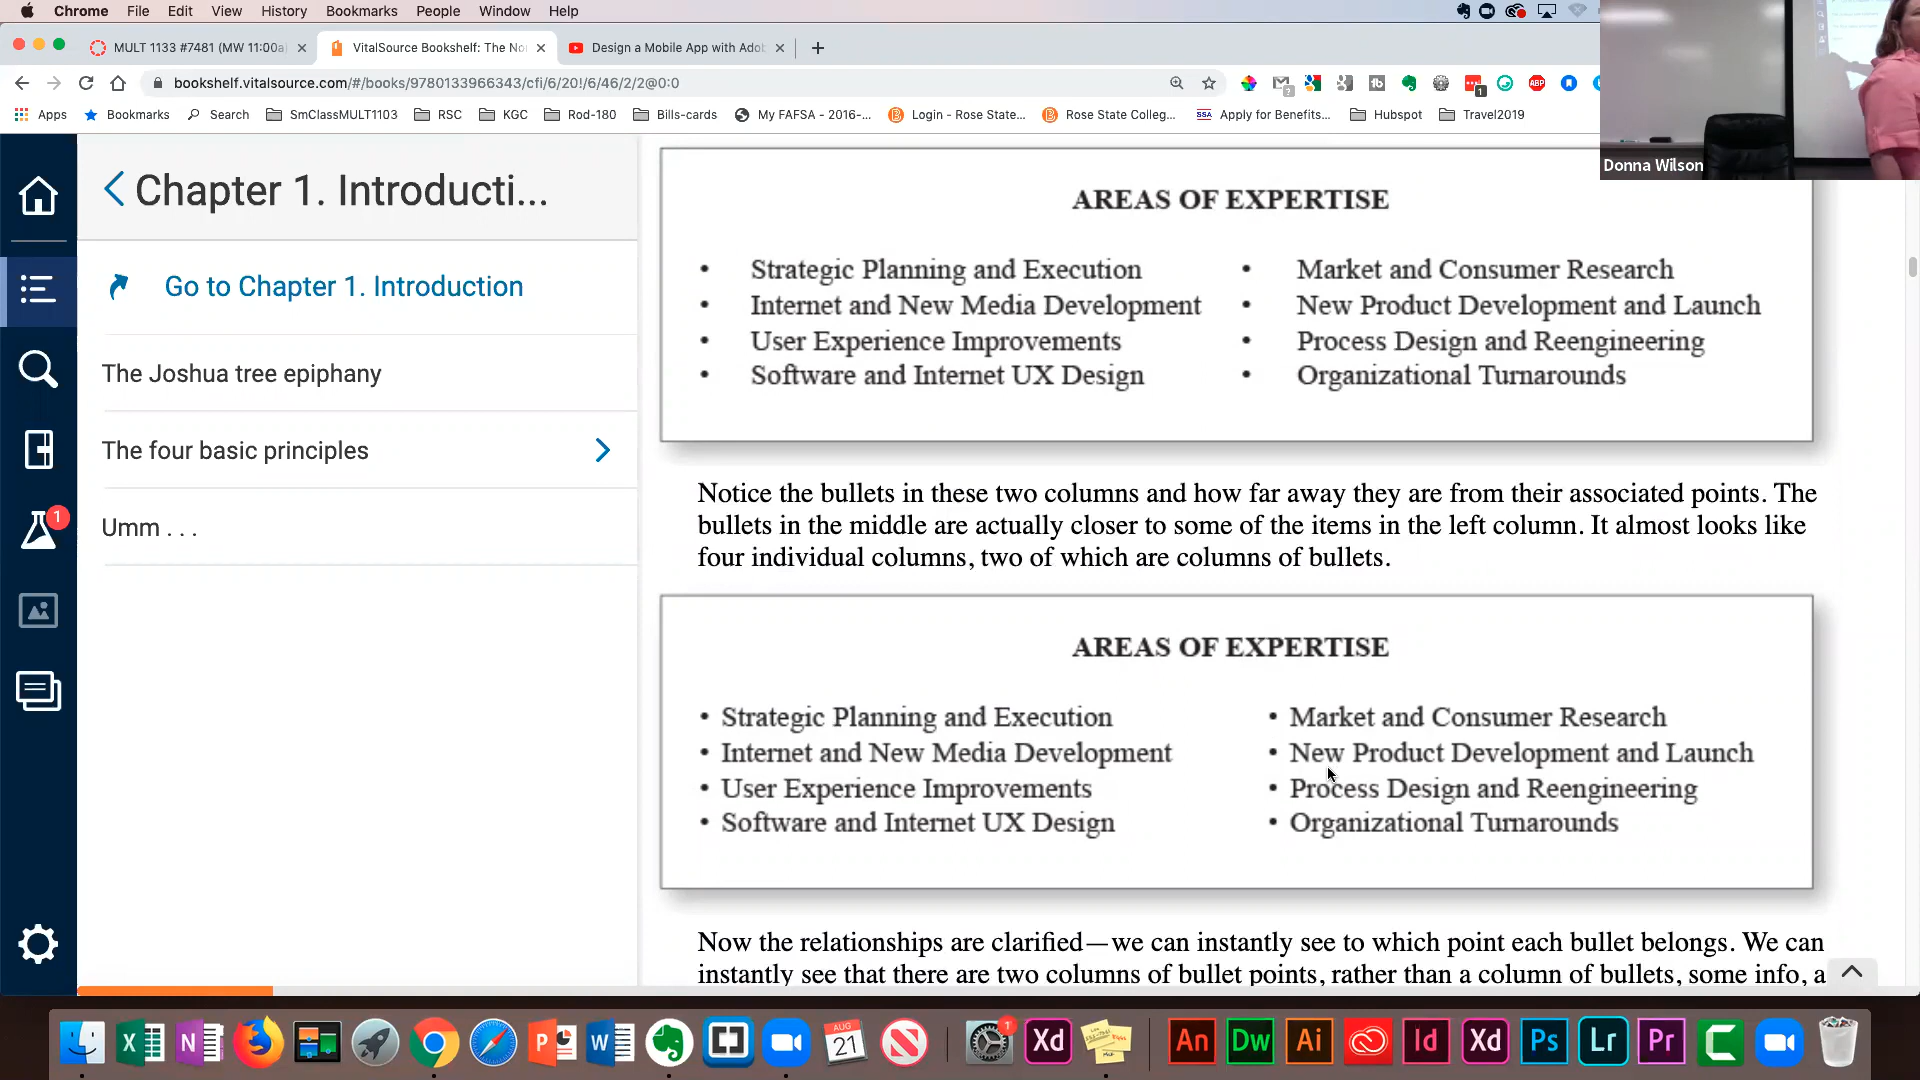 Chrome File Edit View History Bookmarks People Window Help
MULT 1133 #7481 (MW 11:00a VitalSource Bookshelf: The No Design a Mobile App with Adob
bookshelf.vitalsource.com/#/books/9780133966343/cfi/6/20!/6/46/2/2@0:0
Apps Bookmarks Search SmClassMULT1103 RSC KGC Rod-180 Bills-cards My FAFSA - 2016-... Login - Rose State... Rose State Colleg... SSA Apply for Benefits... Hubspot Travel2019
Donna Wilson
Chapter 1. Introducti...
Go to Chapter 1. Introduction
The Joshua tree epiphany
The four basic principles
Umm . . .
1
AREAS OF EXPERTISE
• Strategic Planning and Execution • Market and Consumer Research
• Internet and New Media Development • New Product Development and Launch
• User Experience Improvements • Process Design and Reengineering
• Software and Internet UX Design • Organizational Turnarounds
Notice the bullets in these two columns and how far away they are from their associated points. The
bullets in the middle are actually closer to some of the items in the left column. It almost looks like
four individual columns, two of which are columns of bullets.
AREAS OF EXPERTISE
• Strategic Planning and Execution • Market and Consumer Research
• Internet and New Media Development • New Product Development and Launch
• User Experience Improvements • Process Design and Reengineering
• Software and Internet UX Design • Organizational Turnarounds
Now the relationships are clarified—we can instantly see to which point each bullet belongs. We can
instantly see that there are two columns of bullet points, rather than a column of bullets, some info, a
X N P W AUG 21 1 Xd An Dw Ai Id Xd Ps Lr Pr C